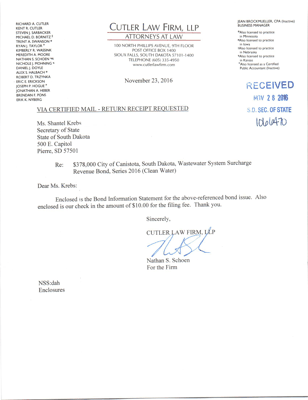 RICHARD A. CUTLER
KENT R. CUTLER
STEVEN J. SARBACKER
MICHAEL D. BORNITZ
TRENT A. SWANSON
RYAN J. TAYLOR
KIMBERLY R. WASSINK
MEREDITH A. MOORE
NATHAN S. SCHOEN
DANIEL J. DOYLE
ALEX S. HALBACH
ROBERT D. TRZYNKA
ERIC E. ERICKSON
JOSEPH P. HOGUE
JONATHAN A. HEBER
BRENDAN F. PONS
ERIK K. NYBERG
CUTLER LAW FIRM, LLP
ATTORNEYS AT LAW
100 NORTH PHILLIPS AVENUE, 9TH FLOOR
POST OFFICE BOX 1400
SIOUX FALLS, SOUTH DAKOTA 57101-1400
TELEPHONE (605) 335-4950
www.cutlerlawfirm.com
JEAN BROCKMUELLER, CPA (Inactive)
BUSINESS MANAGER
Also licensed to practice
in Minnesota
Also licensed to practice
in Iowa
Also licensed to practice
in Nebraska
Also licensed to practice
in Kansas
Also licensed as a Certified
Public Accountant (Inactive)
November 23, 2016
RECEIVED
NOV 28 2016
S.D. SEC. OF STATE
VIA CERTIFIED MAIL - RETURN RECEIPT REQUESTED
Ms. Shantel Krebs
Secretary of State
State of South Dakota
500 E. Capitol
Pierre, SD 57501
Re: $378,000 City of Canistota, South Dakota, Wastewater System Surcharge
Revenue Bond, Series 2016 (Clean Water)
Dear Ms. Krebs:
Enclosed is the Bond Information Statement for the above-referenced bond issue. Also
enclosed is our check in the amount of $10.00 for the filing fee. Thank you.
Sincerely,
CUTLER LAW FIRM, LLP
Nathan S. Schoen
For the Firm
NSS:dah
Enclosures